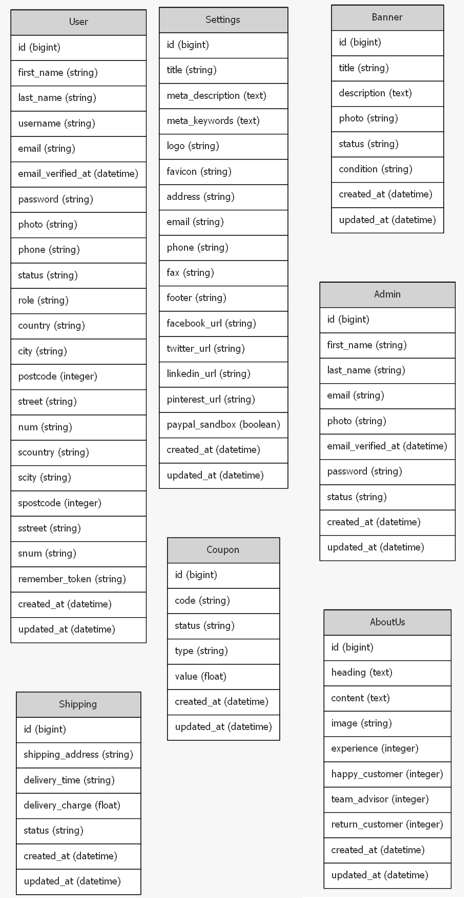 User
id (bigint)
first_name (string)
last_name (string)
username (string)
email (string)
email_verified_at (datetime)
password (string)
photo (string)
phone (string)
status (string)
role (string)
country (string)
city (string)
postcode (integer)
street (string)
num (string)
scountry (string)
scity (string)
spostcode (integer)
sstreet (string)
snum (string)
remember_token (string)
created_at (datetime)
updated_at (datetime)
Settings
id (bigint)
title (string)
meta_description (text)
meta_keywords (text)
logo (string)
favicon (string)
address (string)
email (string)
phone (string)
fax (string)
footer (string)
facebook_url (string)
twitter_url (string)
linkedin_url (string)
pinterest_url (string)
paypal_sandbox (boolean)
created_at (datetime)
updated_at (datetime)
Banner
id (bigint)
title (string)
description (text)
photo (string)
status (string)
condition (string)
created_at (datetime)
updated_at (datetime)
Admin
id (bigint)
first_name (string)
last_name (string)
email (string)
photo (string)
email_verified_at (datetime)
password (string)
status (string)
created_at (datetime)
updated_at (datetime)
Coupon
id (bigint)
code (string)
status (string)
type (string)
value (float)
created_at (datetime)
updated_at (datetime)
AboutUs
id (bigint)
heading (text)
content (text)
image (string)
experience (integer)
happy_customer (integer)
team_advisor (integer)
return_customer (integer)
created_at (datetime)
updated_at (datetime)
Shipping
id (bigint)
shipping_address (string)
delivery_time (string)
delivery_charge (float)
status (string)
created_at (datetime)
updated_at (datetime)